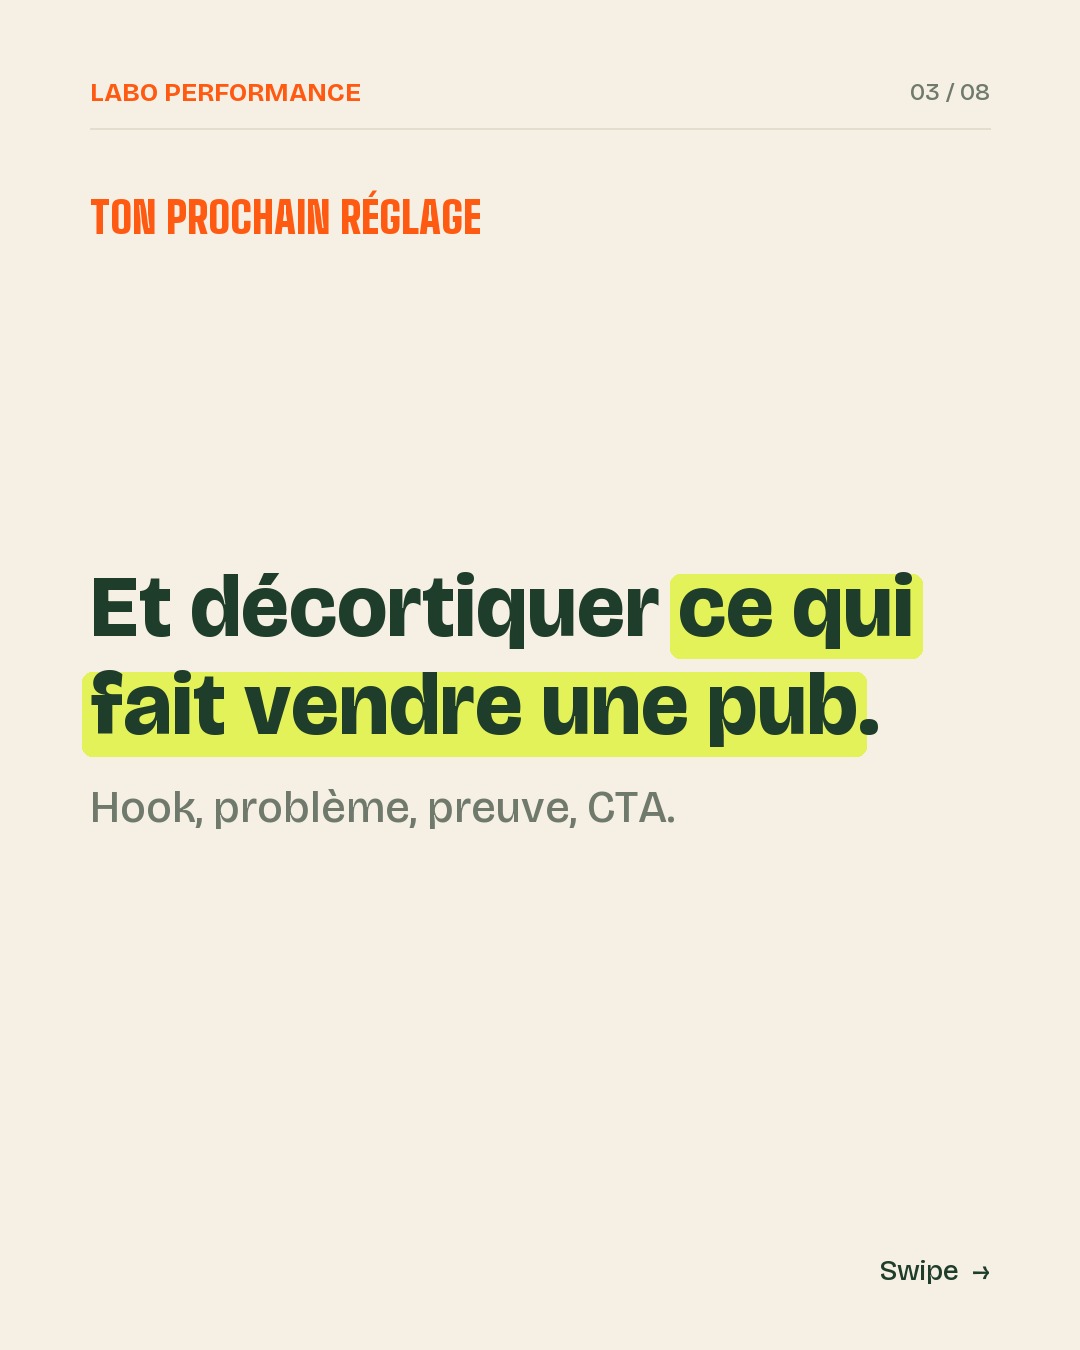 LABO PERFORMANCE
03 / 08
TON PROCHAIN RÉGLAGE
Et décortiquer ce qui
fait vendre une pub.
Hook, problème, preuve, CTA.
Swipe →